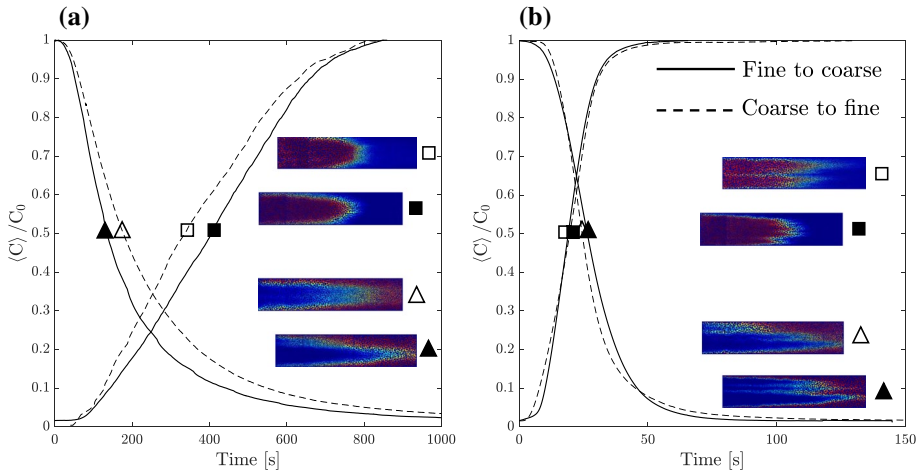 (a)
1
0.9
0.8
0.7
0.6
0.5
0.4
0.3
0.2
0.1
0
⟨C⟩/C₀
0 200 400 600 800 1000
Time [s]
(b)
Fine to coarse
Coarse to fine
1
0.9
0.8
0.7
0.6
0.5
0.4
0.3
0.2
0.1
0
⟨C⟩/C₀
0 50 100 150
Time [s]